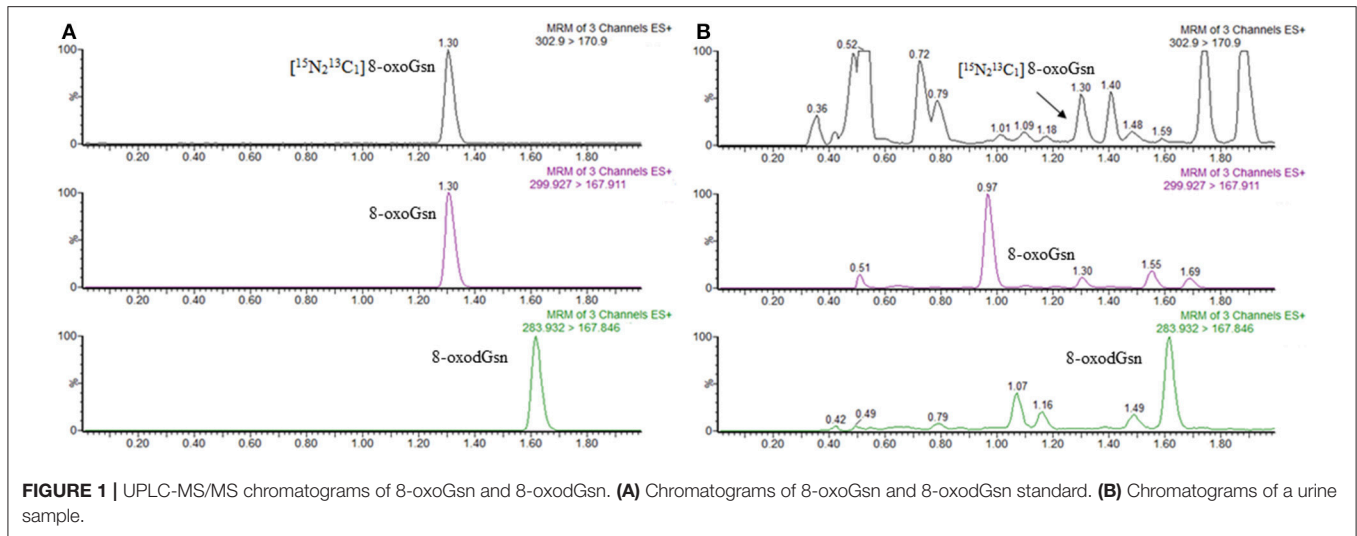 A
MRM of 3 Channels ES+
302.9 > 170.9
1.30
100
[¹⁵N₂¹³C₁] 8-oxoGsn
%
0
0.20 0.40 0.60 0.80 1.00 1.20 1.40 1.60 1.80
MRM of 3 Channels ES+
299.927 > 167.911
1.30
100
8-oxoGsn
%
0
0.20 0.40 0.60 0.80 1.00 1.20 1.40 1.60 1.80
MRM of 3 Channels ES+
283.932 > 167.846
100
8-oxodGsn
%
0
0.20 0.40 0.60 0.80 1.00 1.20 1.40 1.60 1.80
B
MRM of 3 Channels ES+
302.9 > 170.9
100
0.52 0.72
[¹⁵N₂¹³C₁] 8-oxoGsn
1.30 1.40
0.79
%
0.36
1.01 1.09 1.18 1.48 1.59
0
0.20 0.40 0.60 0.80 1.00 1.20 1.40 1.60 1.80
MRM of 3 Channels ES+
299.927 > 167.911
0.97
100
8-oxoGsn
%
0.51 1.30 1.55 1.69
0
0.20 0.40 0.60 0.80 1.00 1.20 1.40 1.60 1.80
MRM of 3 Channels ES+
283.932 > 167.846
100
8-oxodGsn
%
1.07
1.16 1.49
0.42 0.49 0.79
0
0.20 0.40 0.60 0.80 1.00 1.20 1.40 1.60 1.80
FIGURE 1 | UPLC-MS/MS chromatograms of 8-oxoGsn and 8-oxodGsn. (A) Chromatograms of 8-oxoGsn and 8-oxodGsn standard. (B) Chromatograms of a urine
sample.